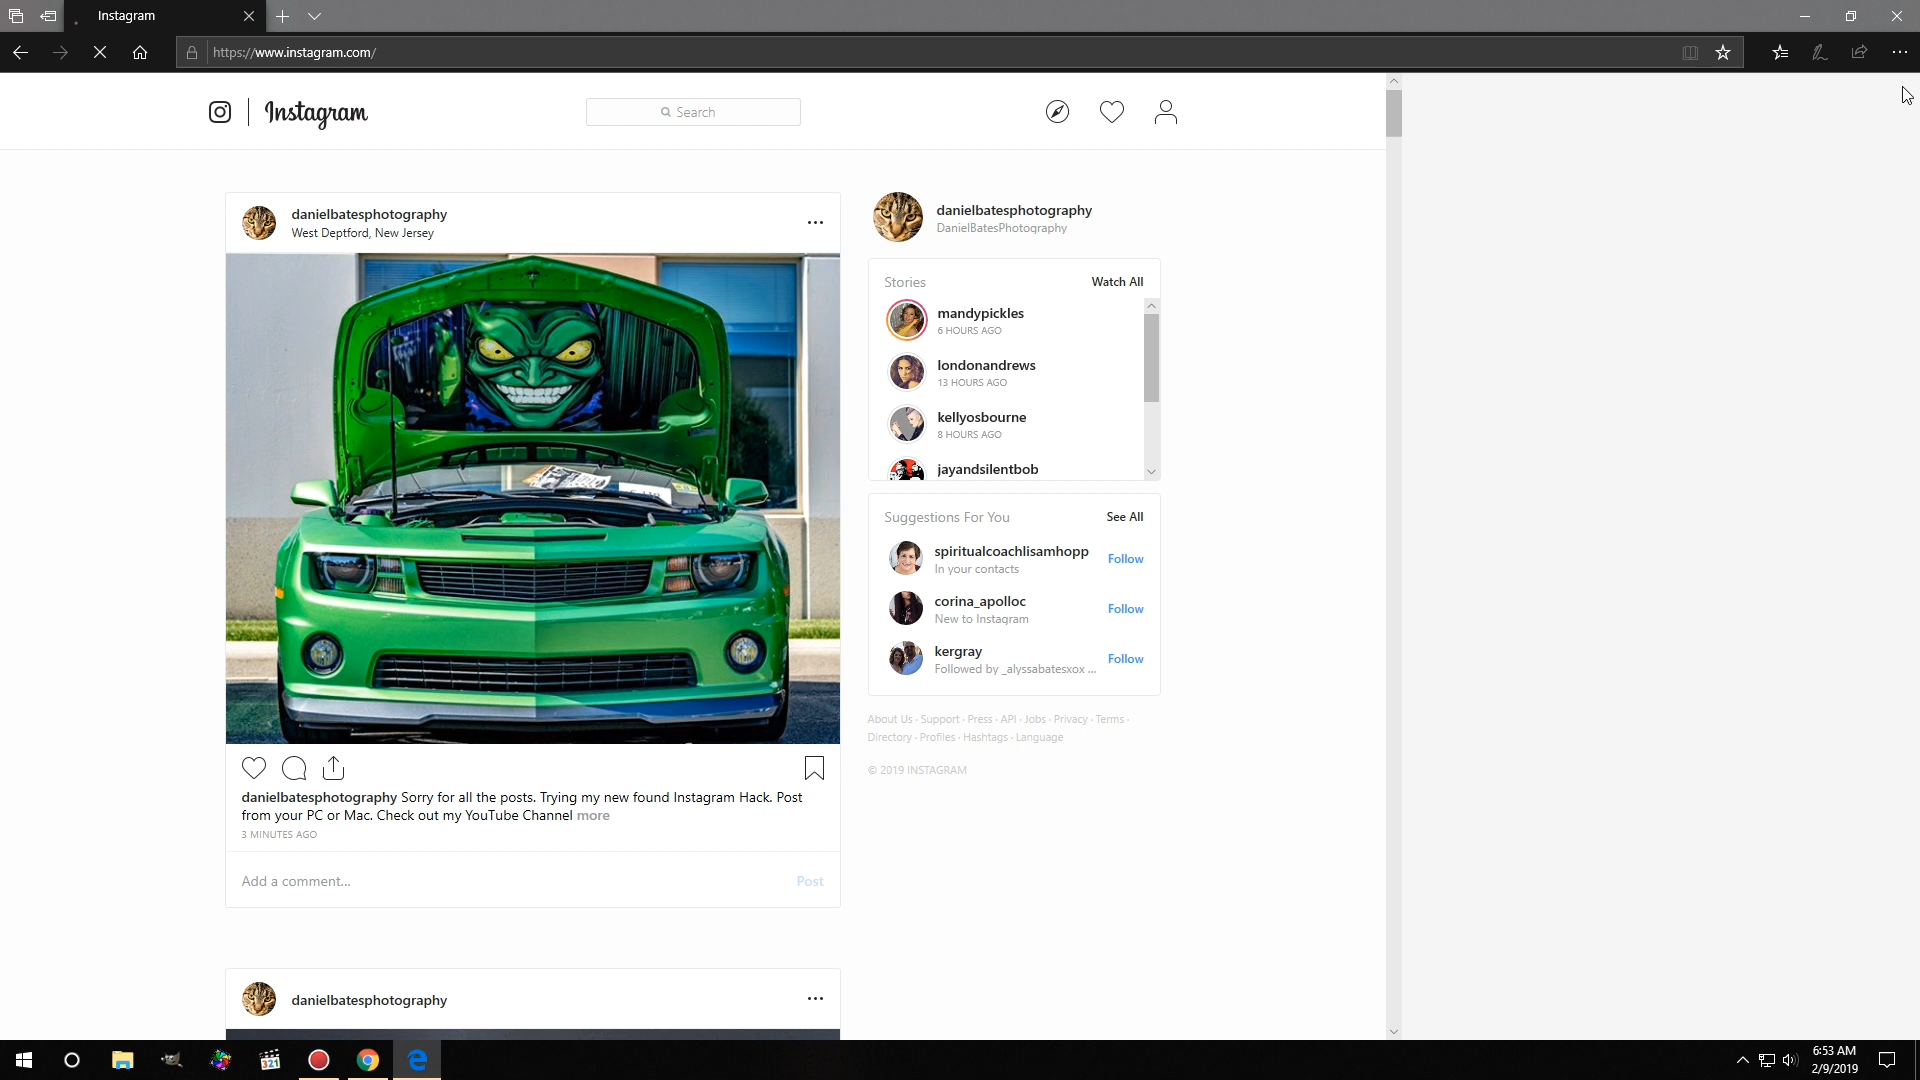 Instagram
https://www.instagram.com/
Instagram
Search
danielbatesphotography
West Deptford, New Jersey
danielbatesphotography Sorry for all the posts. Trying my new found Instagram Hack. Post
from your PC or Mac. Check out my YouTube Channel more
3 MINUTES AGO
Add a comment...
Post
danielbatesphotography
danielbatesphotography
DanielBatesPhotography
Stories
Watch All
mandypickles
6 HOURS AGO
londonandrews
13 HOURS AGO
kellyosbourne
8 HOURS AGO
jayandsilentbob
Suggestions For You
See All
spiritualcoachlisamhopp
In your contacts
Follow
corina_apolloc
New to Instagram
Follow
kergray
Followed by _alyssabatesxox ...
Follow
About Us · Support · Press · API · Jobs · Privacy · Terms ·
Directory · Profiles · Hashtags · Language
© 2019 INSTAGRAM
321
6:53 AM
2/9/2019